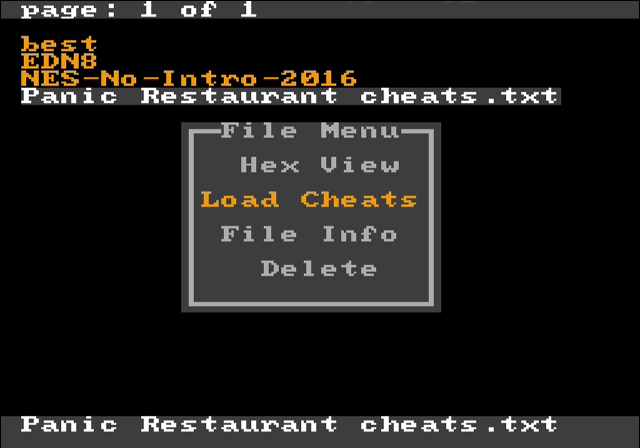 page: 1 of 1
best
EDN8
NES-No-Intro-2016
Panic Restaurant cheats.txt
File Menu
Hex View
Load Cheats
File Info
Delete
Panic Restaurant cheats.txt